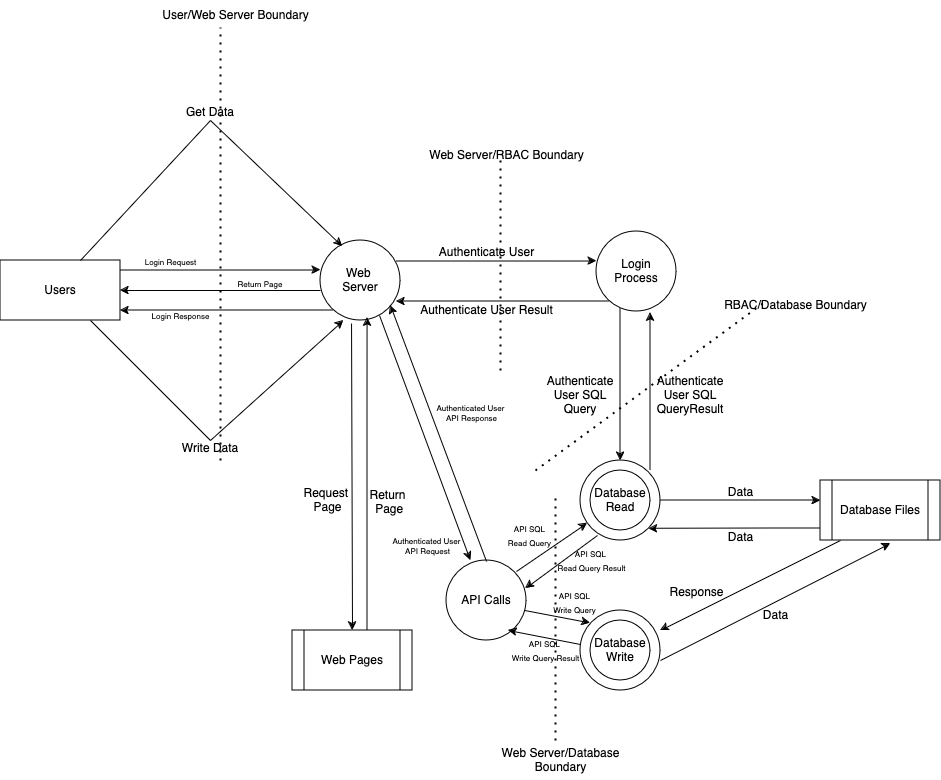 User/Web Server Boundary
Get Data
Web Server/RBAC Boundary
Authenticate User
Login Request
Login
Process
Web
Server
Users
Return Page
Login Response
Authenticate User Result
RBAC/Database Boundary
Authenticate
User SQL
Query
Authenticate
User SQL
QueryResult
Authenticated User
API Response
Write Data
Request
Page
Return
Page
Database
Read
Data
Database Files
Data
API SQL
Read Query
Authenticated User
API Request
API SQL
Read Query Result
API Calls
API SQL
Write Query
Response
Data
API SQL
Write Query Result
Database
Write
Web Pages
Web Server/Database
Boundary